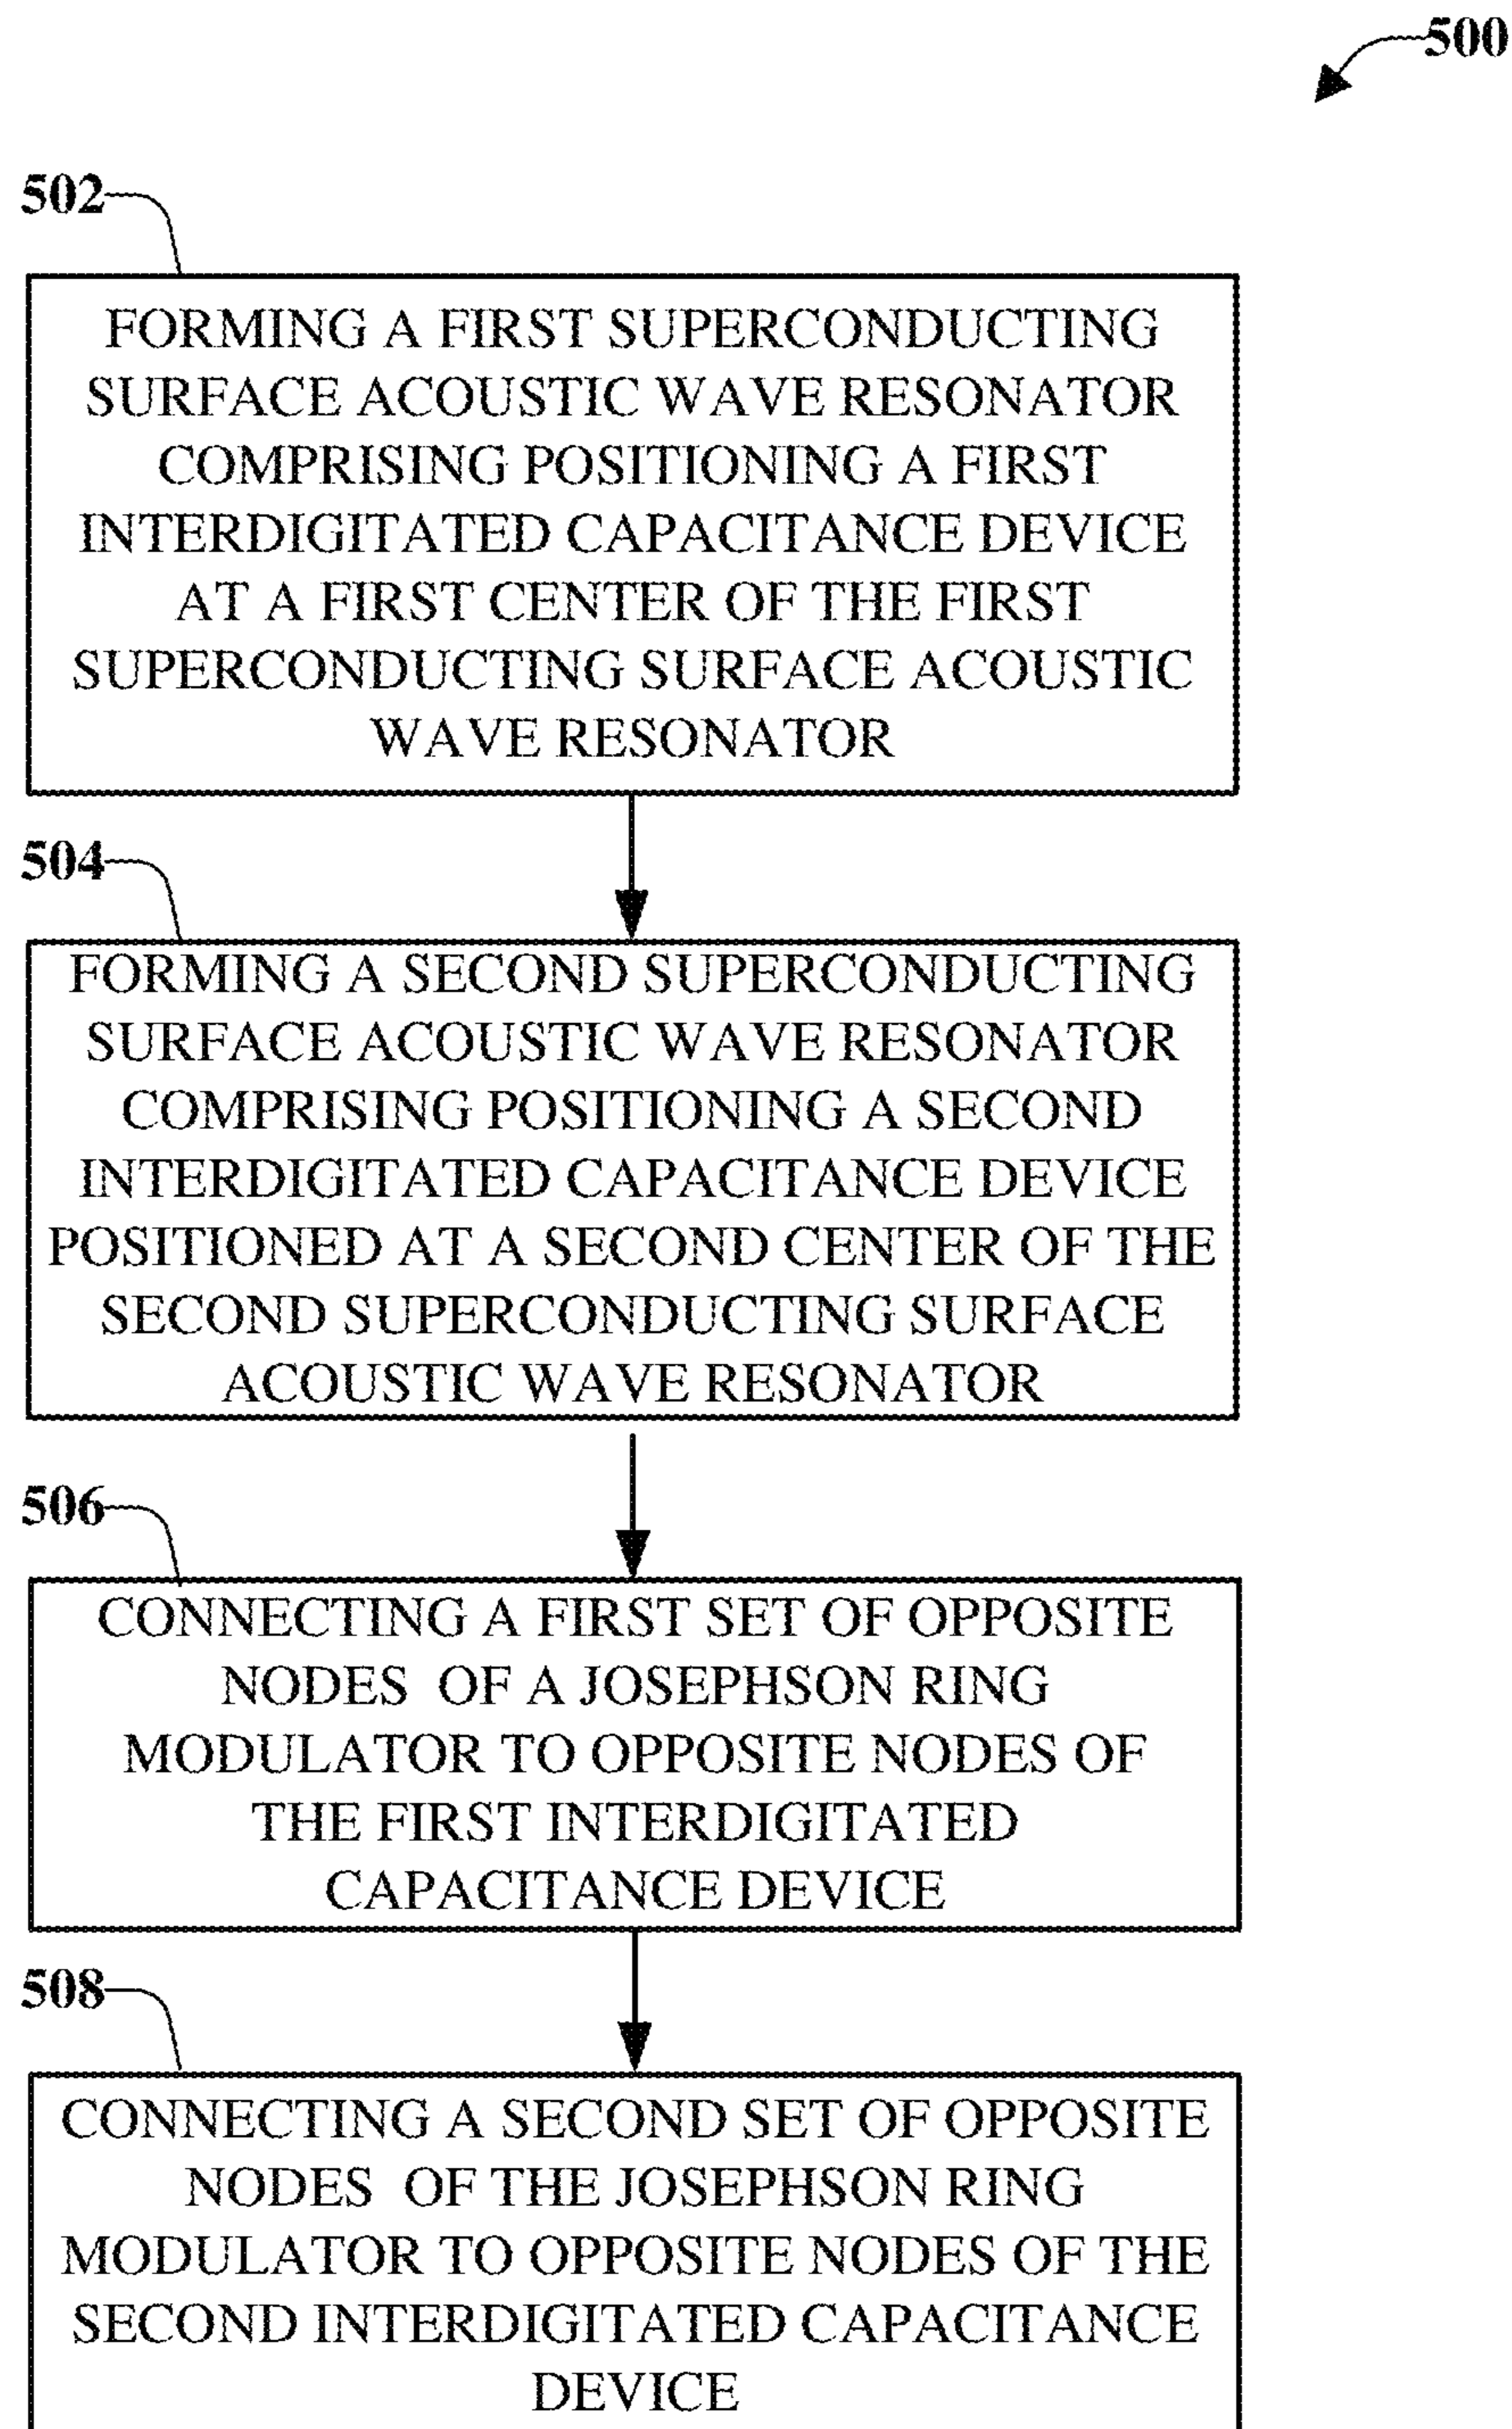 500
502
FORMING A FIRST SUPERCONDUCTING
SURFACE ACOUSTIC WAVE RESONATOR
COMPRISING POSITIONING A FIRST
INTERDIGITATED CAPACITANCE DEVICE
AT A FIRST CENTER OF THE FIRST
SUPERCONDUCTING SURFACE ACOUSTIC
WAVE RESONATOR
504
FORMING A SECOND SUPERCONDUCTING
SURFACE ACOUSTIC WAVE RESONATOR
COMPRISING POSITIONING A SECOND
INTERDIGITATED CAPACITANCE DEVICE
POSITIONED AT A SECOND CENTER OF THE
SECOND SUPERCONDUCTING SURFACE
ACOUSTIC WAVE RESONATOR
506
CONNECTING A FIRST SET OF OPPOSITE
NODES OF A JOSEPHSON RING
MODULATOR TO OPPOSITE NODES OF
THE FIRST INTERDIGITATED
CAPACITANCE DEVICE
508
CONNECTING A SECOND SET OF OPPOSITE
NODES OF THE JOSEPHSON RING
MODULATOR TO OPPOSITE NODES OF THE
SECOND INTERDIGITATED CAPACITANCE
DEVICE